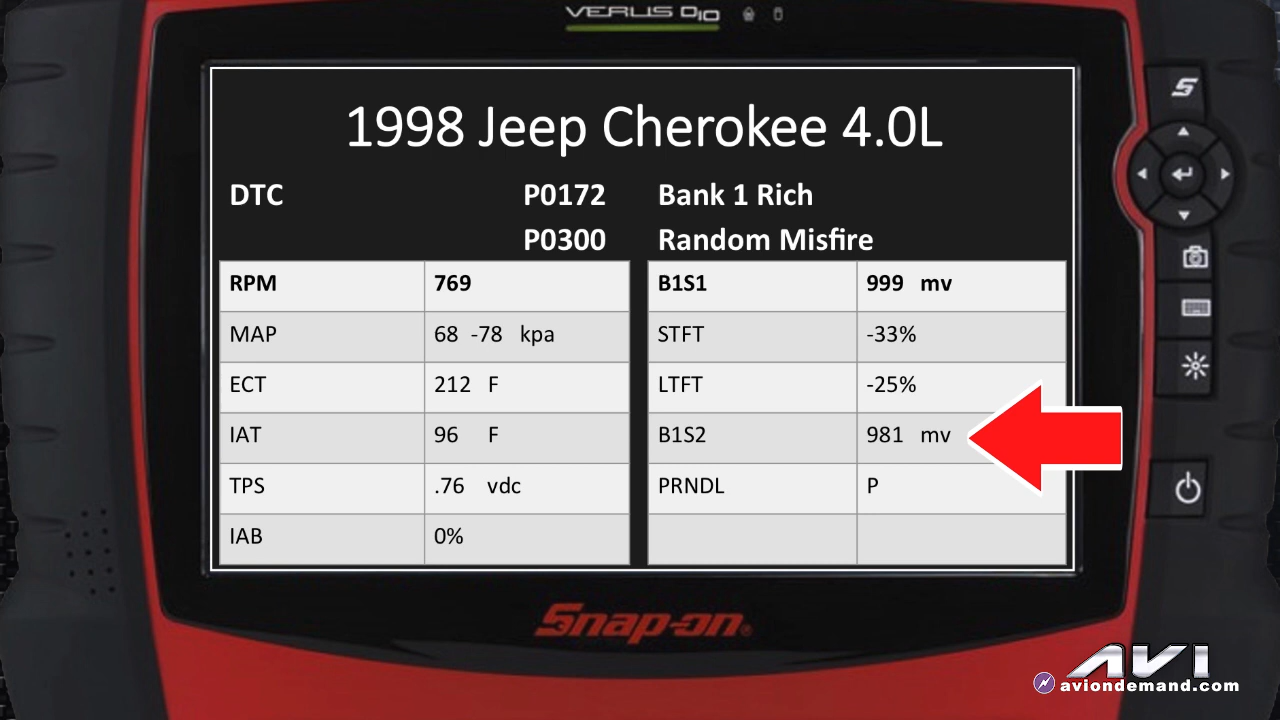 VERUS PRO
1998 Jeep Cherokee 4.0L
DTC P0172 Bank 1 Rich
P0300 Random Misfire
RPM 769 B1S1 999 mv
MAP 68 -78 kpa STFT -33%
ECT 212 F LTFT -25%
IAT 96 F B1S2 981 mv
TPS .76 vdc PRNDL P
IAB 0%
Snap-on®
AVI
aviondemand.com